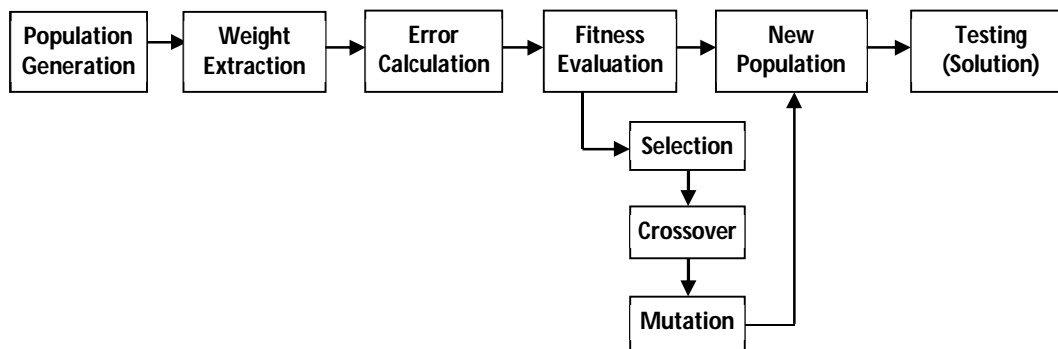 Population
Generation
Weight
Extraction
Error
Calculation
Fitness
Evaluation
New
Population
Testing
(Solution)
Selection
Crossover
Mutation